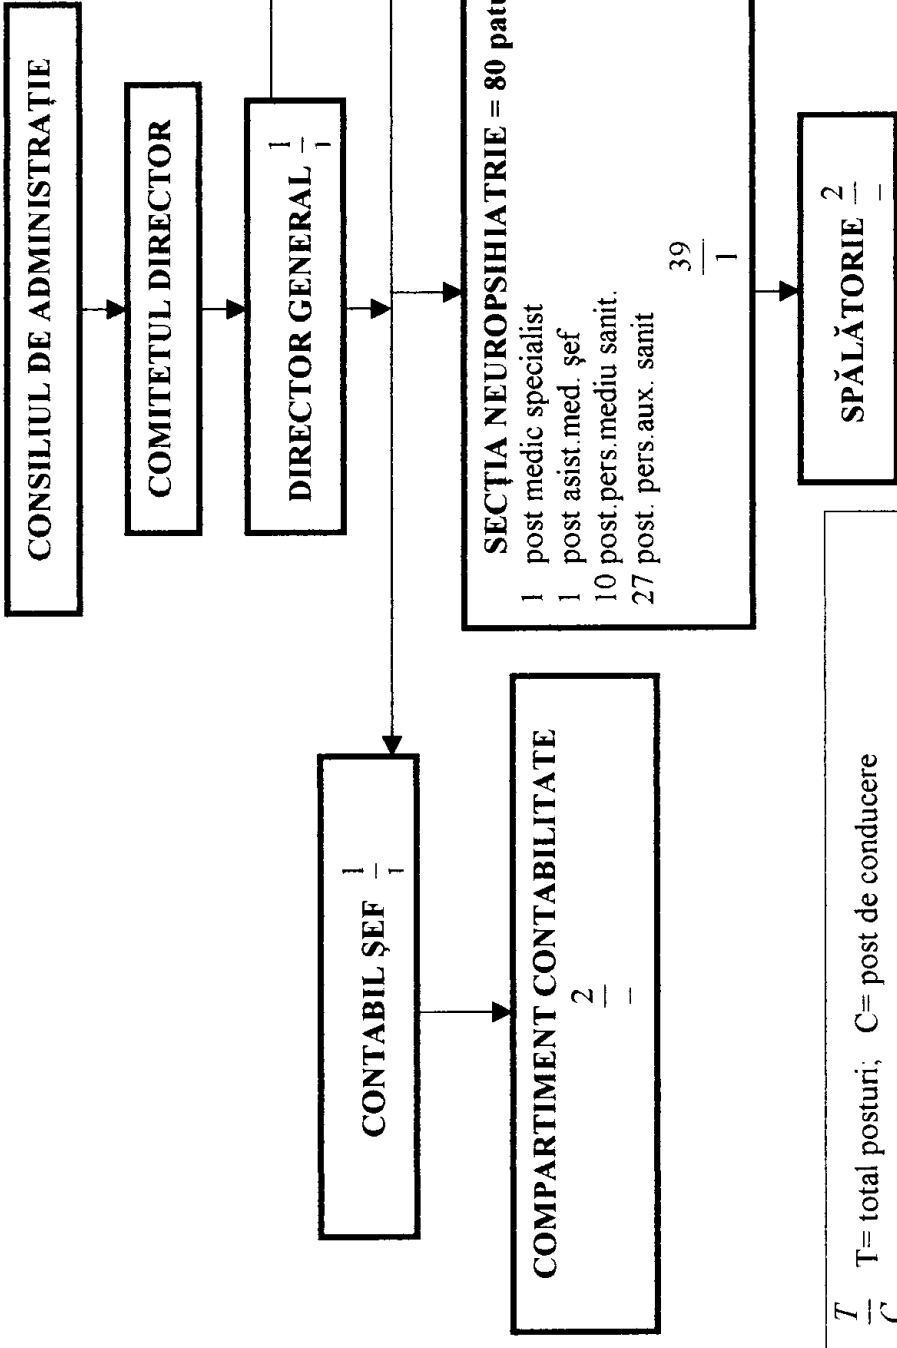 CONSILIUL DE ADMINISTRAȚIE
COMITETUL DIRECTOR
DIRECTOR GENERAL 1
1
CONTABIL ȘEF 1
1
COMPARTIMENT CONTABILITATE
2
–
SECȚIA NEUROPSIHIATRIE = 80
1 post medic specialist
1 post asist.med. șef
10 post.pers.mediu sanit.
27 post. pers.aux. sanit
39
1
SPĂLĂTORIE 2
–
T
C
T= total posturi; C= post de conducere